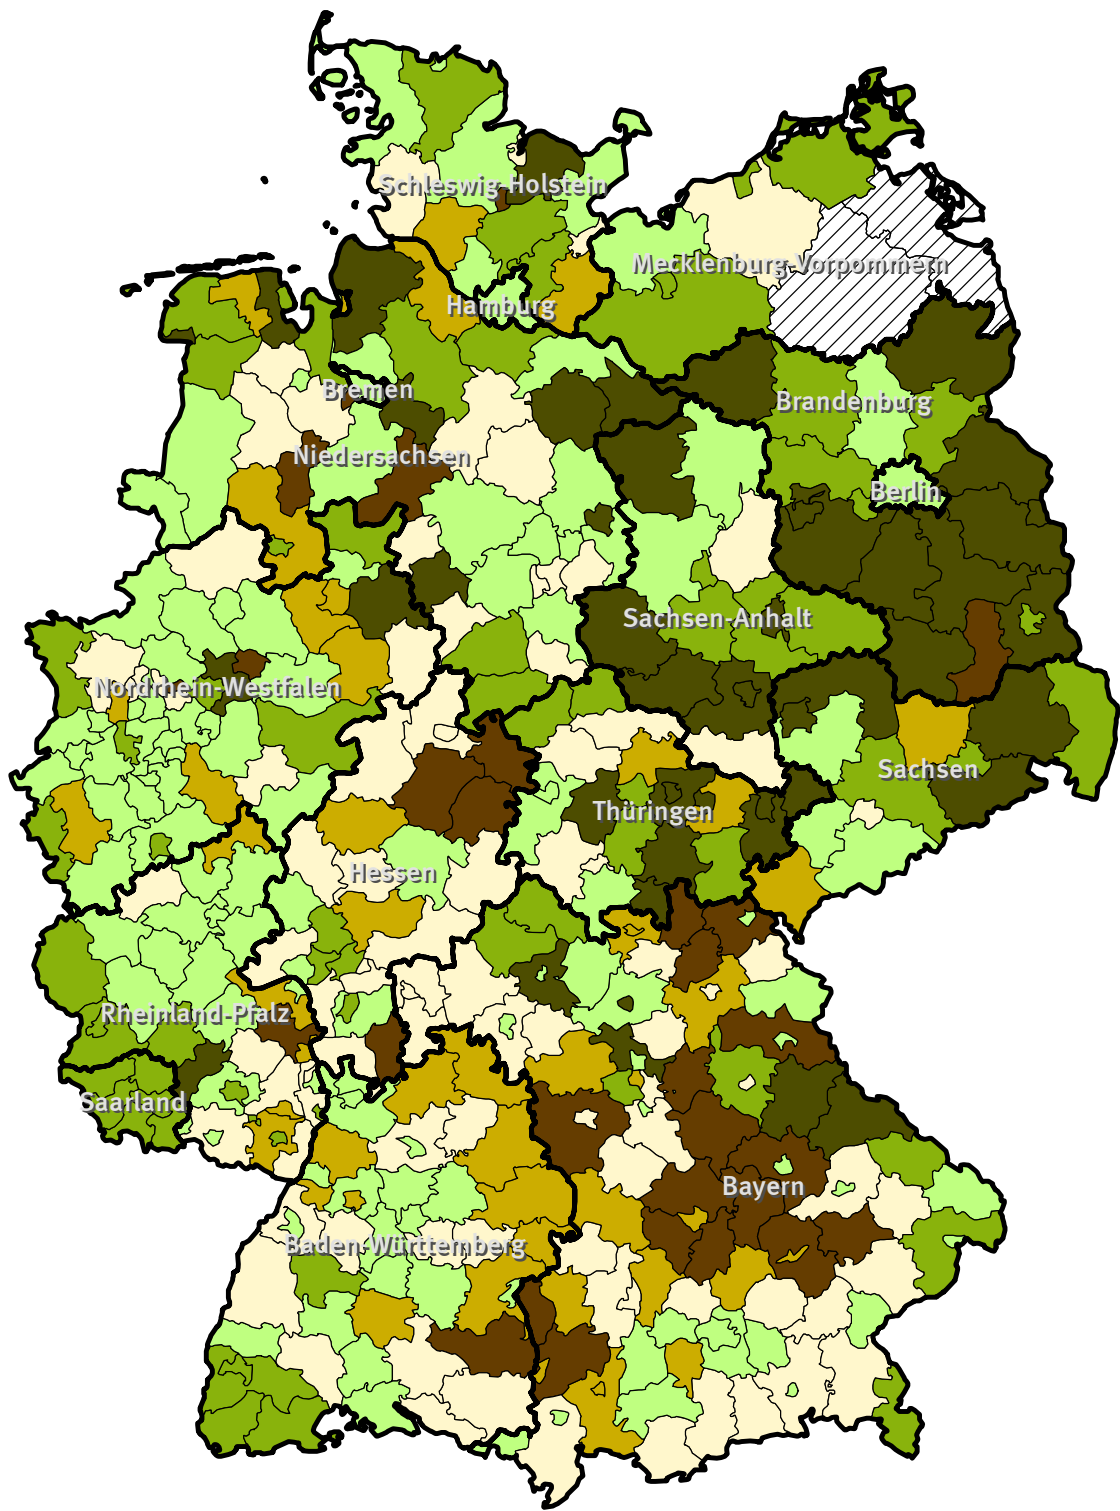 Schleswig-Holstein
Mecklenburg-Vorpommern
Hamburg
Bremen
Brandenburg
Niedersachsen
Berlin
Sachsen-Anhalt
Nordrhein-Westfalen
Sachsen
Thüringen
Hessen
Rheinland-Pfalz
Saarland
Bayern
Baden-Württemberg